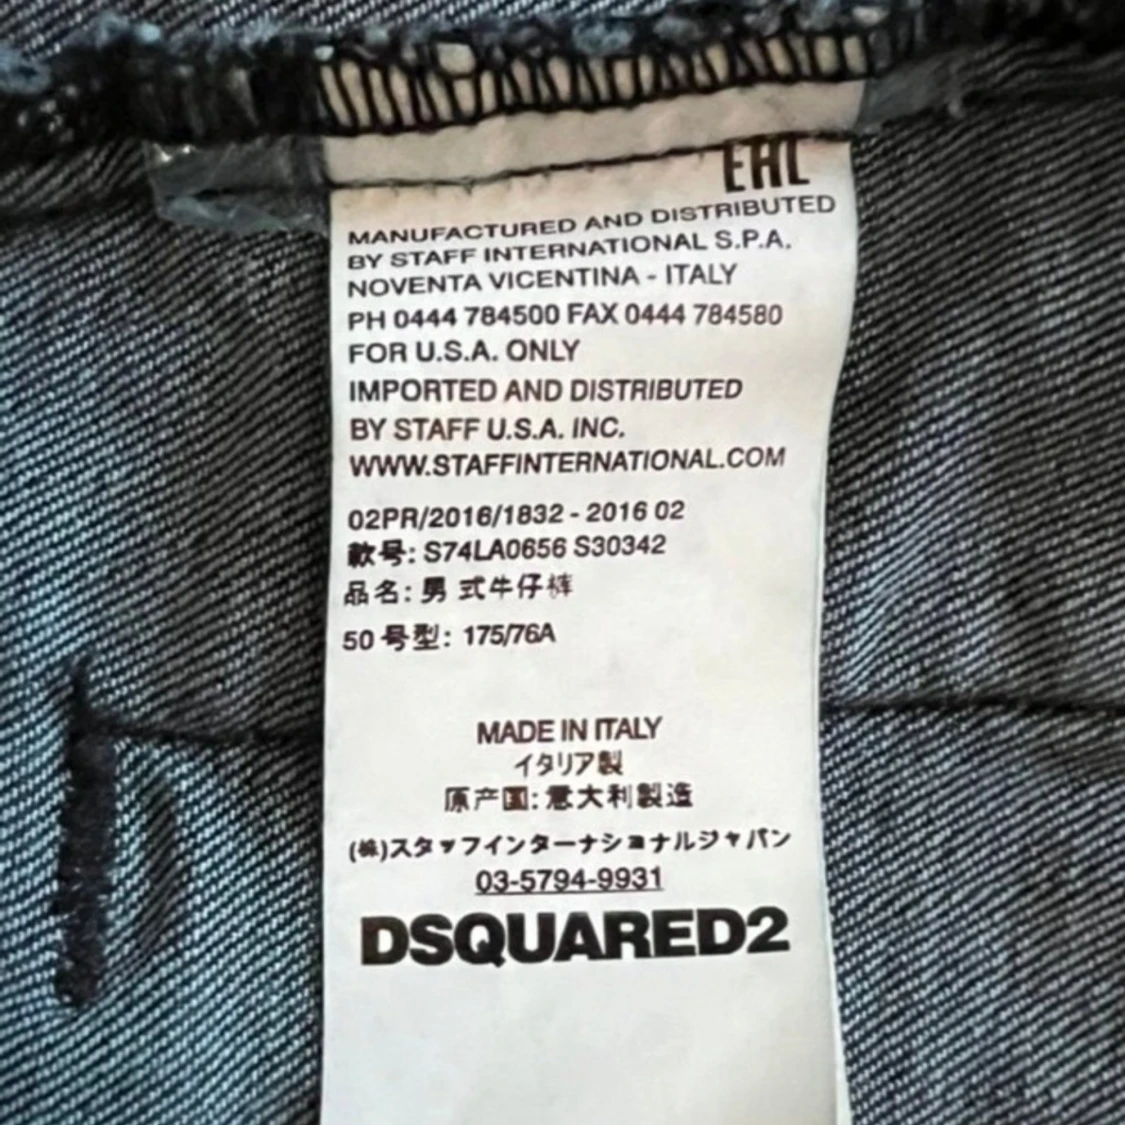 EAC
MANUFACTURED AND DISTRIBUTED
BY STAFF INTERNATIONAL S.P.A.
NOVENTA VICENTINA - ITALY
PH 0444 784500 FAX 0444 784580
FOR U.S.A. ONLY
IMPORTED AND DISTRIBUTED
BY STAFF U.S.A. INC.
WWW.STAFFINTERNATIONAL.COM
02PR/2016/1832 - 2016 02
款号: S74LA0656 S30342
品名: 男 式牛仔裤
50 号型: 175/76A
MADE IN ITALY
イタリア製
原产国: 意大利製造
(株)スタッフインターナショナルジャパン
03-5794-9931
DSQUARED2